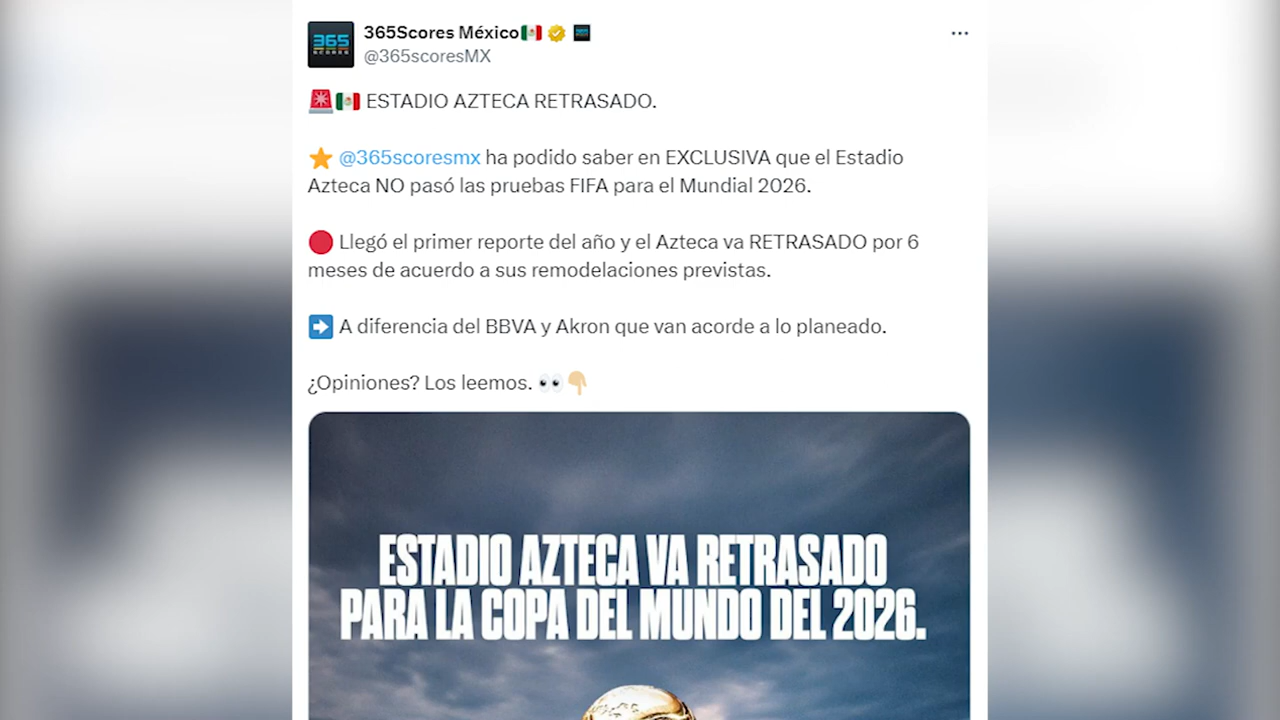 365 SCORES
365Scores México🇲🇽
@365scoresMX
🚨🇲🇽 ESTADIO AZTECA RETRASADO.
⭐ @365scoresmx ha podido saber en EXCLUSIVA que el Estadio
Azteca NO pasó las pruebas FIFA para el Mundial 2026.
🔴 Llegó el primer reporte del año y el Azteca va RETRASADO por 6
meses de acuerdo a sus remodelaciones previstas.
➡️ A diferencia del BBVA y Akron que van acorde a lo planeado.
¿Opiniones? Los leemos. 👀👇🏼
ESTADIO AZTECA VA RETRASADO
PARA LA COPA DEL MUNDO DEL 2026.